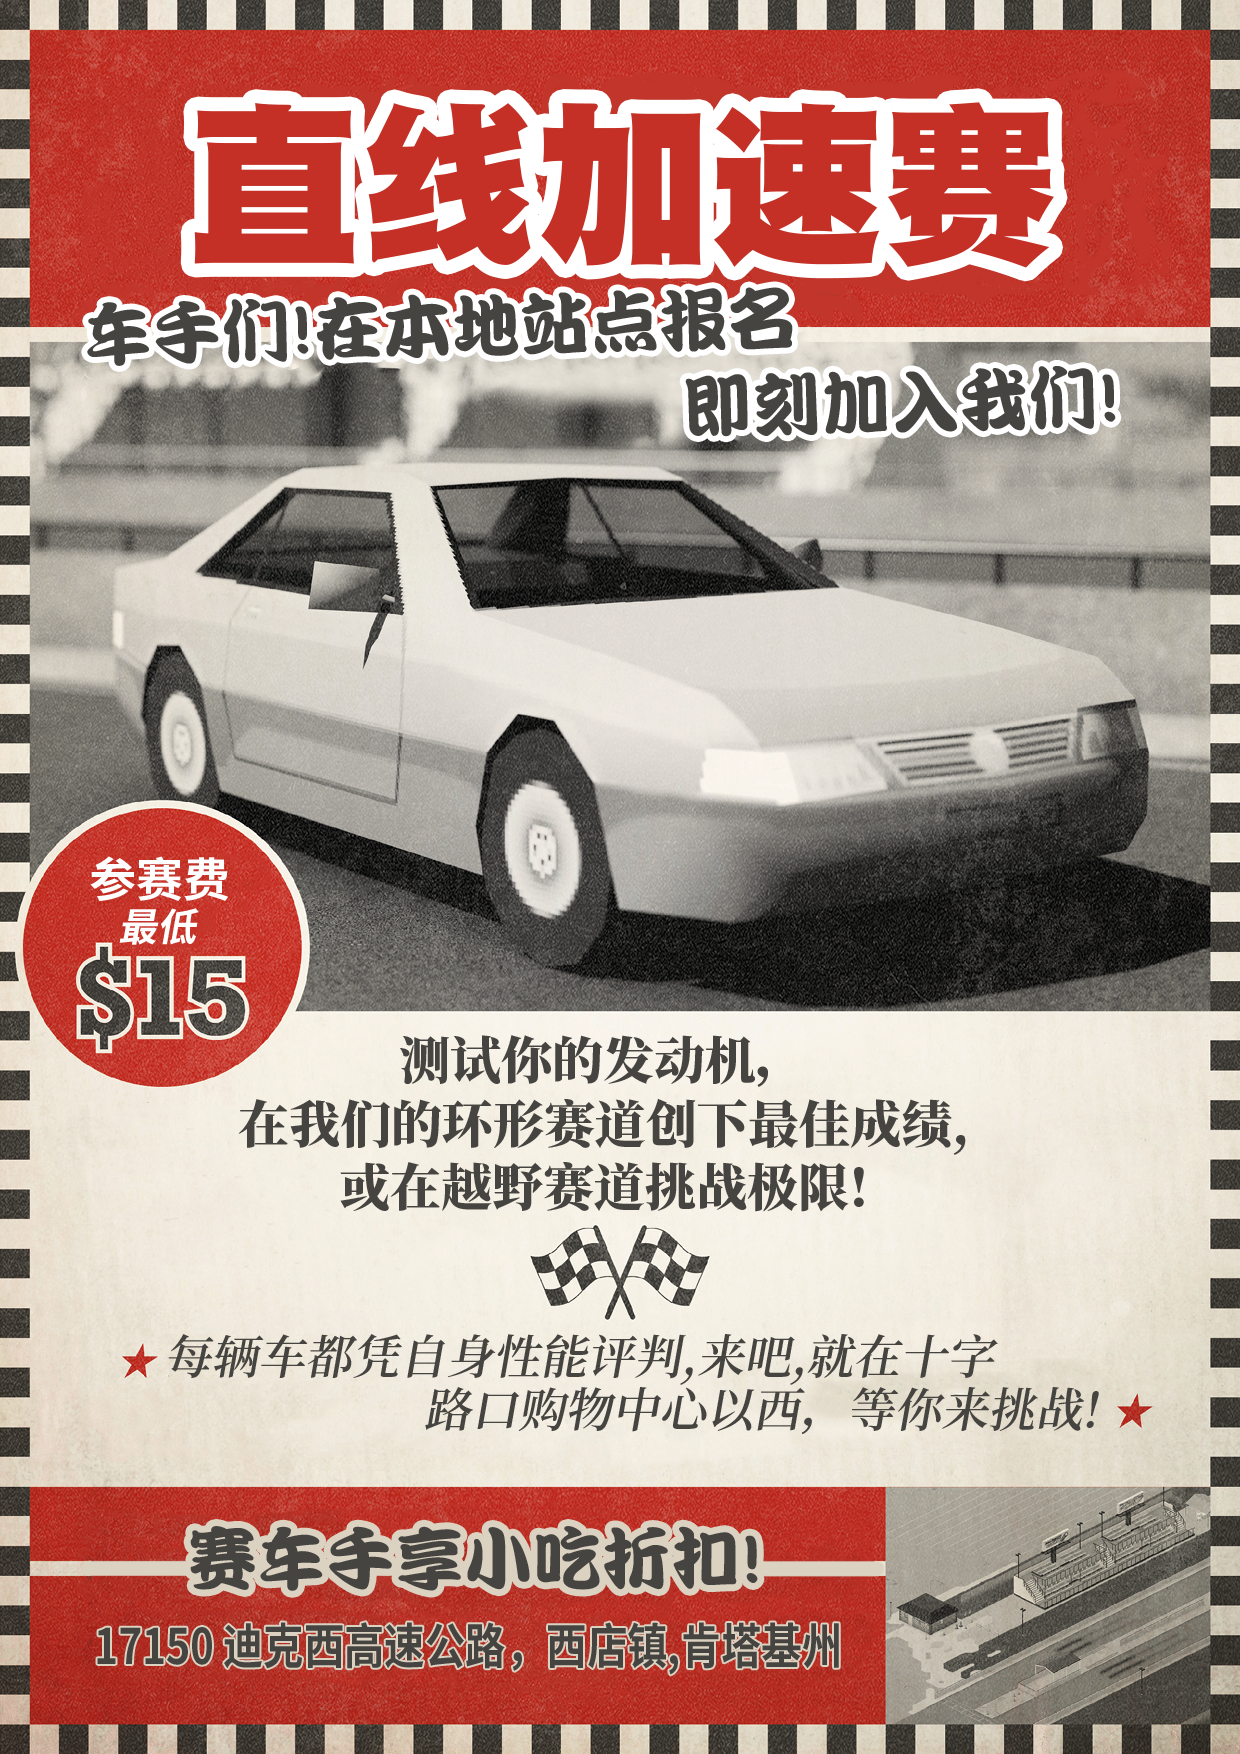 直线加速赛
车手们!在本地站点报名
即刻加入我们!
参赛费
最低
$15
测试你的发动机,
在我们的环形赛道创下最佳成绩,
或在越野赛道挑战极限!
每辆车都凭自身性能评判,来吧,就在十字
路口购物中心以西，等你来挑战!
赛车手享小吃折扣!
17150 迪克西高速公路，西店镇,肯塔基州